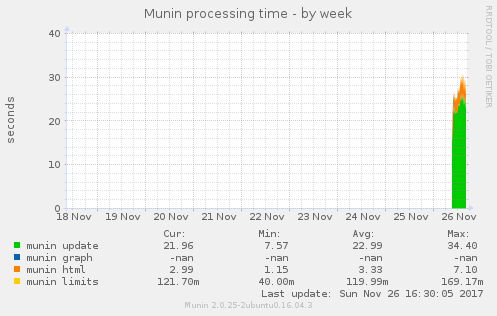 Munin processing time - by week
RRDTOOL / TOBI OETIKER
seconds
40
30
20
10
0
18 Nov 19 Nov 20 Nov 21 Nov 22 Nov 23 Nov 24 Nov 25 Nov 26 Nov
Cur: Min: Avg: Max:
munin update 21.96 7.57 22.99 34.40
munin graph -nan -nan -nan -nan
munin html 2.99 1.15 3.33 7.10
munin limits 121.70m 40.00m 119.99m 169.17m
Last update: Sun Nov 26 16:30:05 2017
Munin 2.0.25-2ubuntu0.16.04.3